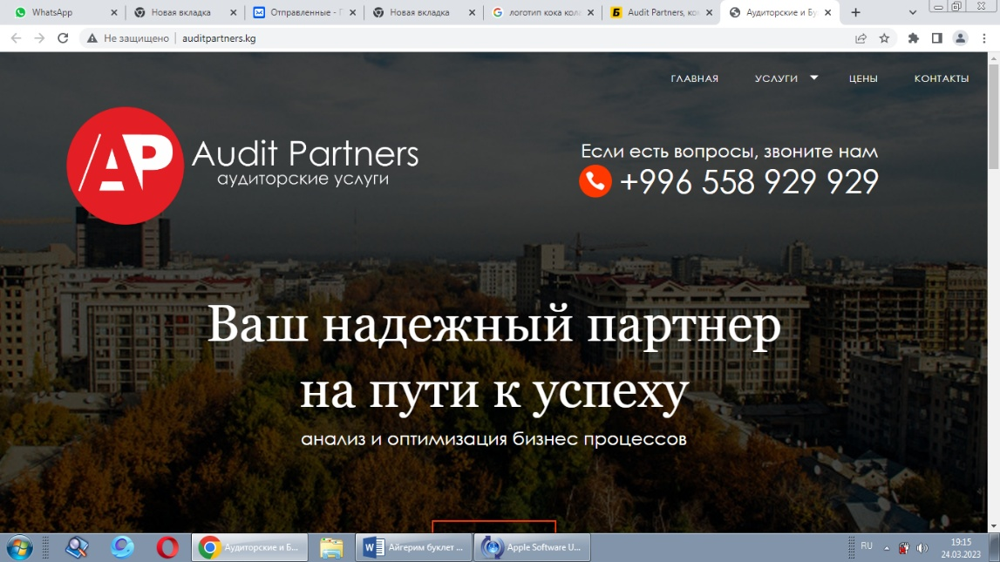 WhatsApp
Новая вкладка
Отправленные - 
Новая вкладка
логотип кока кол
Audit Partners, ко
Аудиторские и Бу
Не защищено
auditpartners.kg
ГЛАВНАЯ
УСЛУГИ
ЦЕНЫ
КОНТАКТЫ
AP
Audit Partners
аудиторские услуги
Если есть вопросы, звоните нам
+996 558 929 929
Ваш надежный партнер
на пути к успеху
анализ и оптимизация бизнес процессов
Аудиторские и Б...
Айгерим буклет ...
Apple Software U...
RU
19:15
24.03.2023